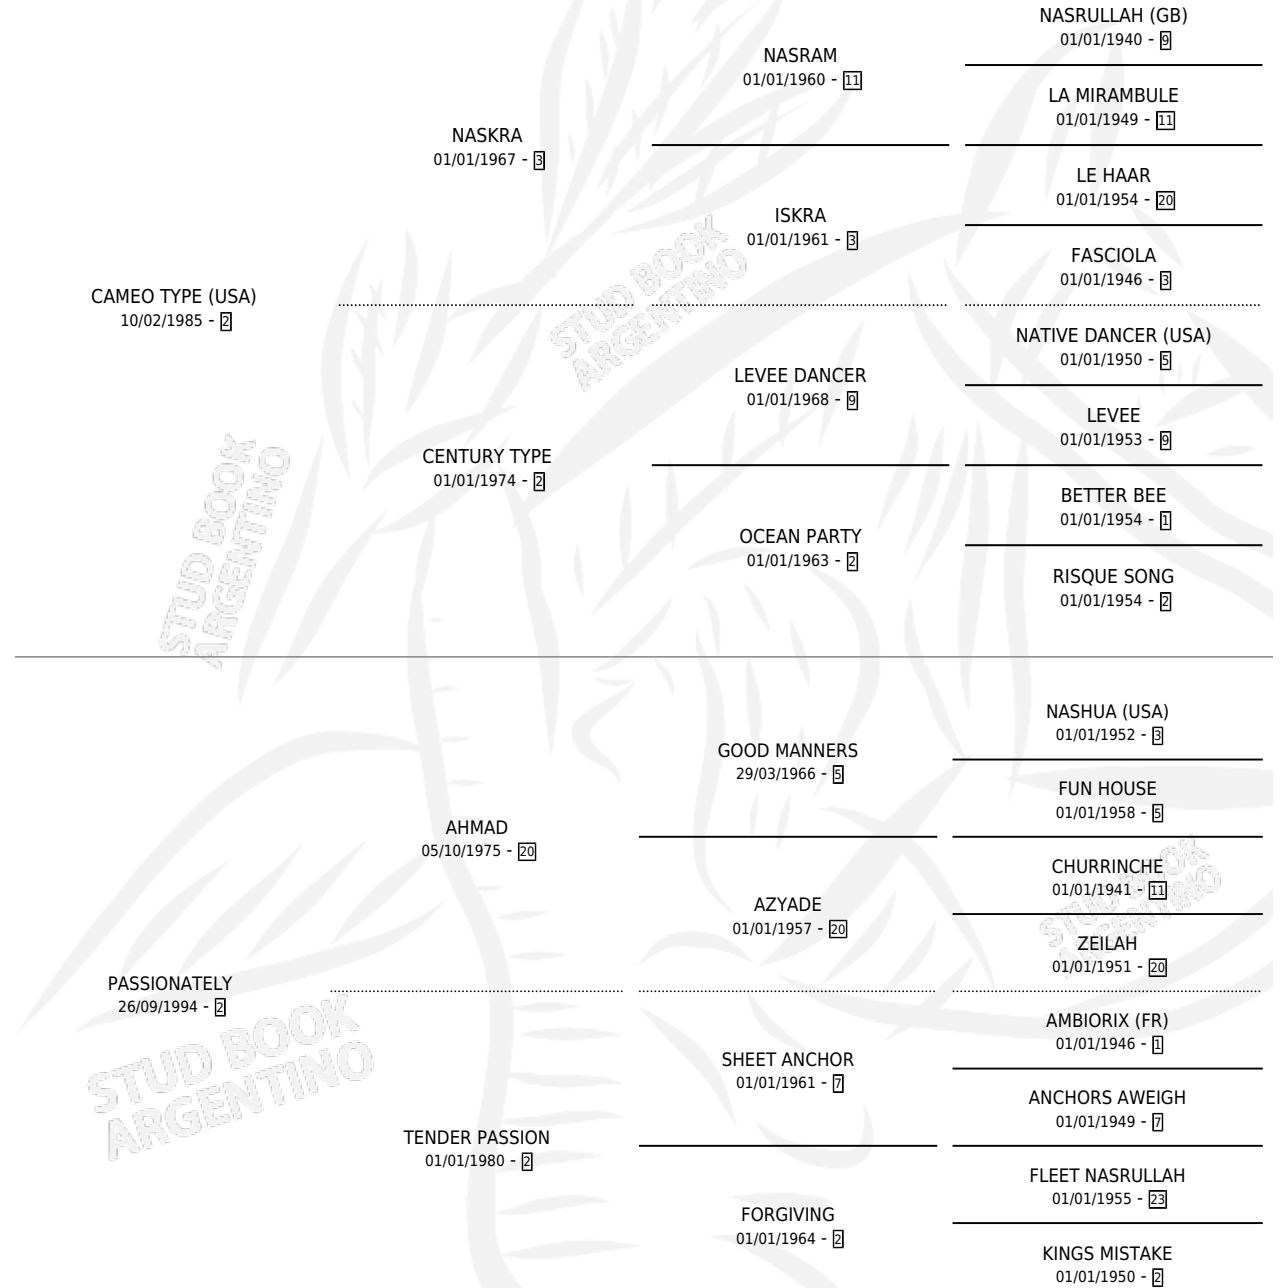 NASRULLAH (GB)
01/01/1940 - 9
NASRAM
01/01/1960 - 11
LA MIRAMBULE
01/01/1949 - 11
NASKRA
01/01/1967 - 3
LE HAAR
01/01/1954 - 20
ISKRA
01/01/1961 - 3
FASCIOLA
01/01/1946 - 3
CAMEO TYPE (USA)
10/02/1985 - 2
NATIVE DANCER (USA)
01/01/1950 - 5
LEVEE DANCER
01/01/1968 - 9
LEVEE
01/01/1953 - 9
CENTURY TYPE
01/01/1974 - 2
BETTER BEE
01/01/1954 - 1
OCEAN PARTY
01/01/1963 - 2
RISQUE SONG
01/01/1954 - 2
NASHUA (USA)
01/01/1952 - 3
GOOD MANNERS
29/03/1966 - 5
FUN HOUSE
01/01/1958 - 5
AHMAD
05/10/1975 - 20
CHURRINCHE
01/01/1941 - 11
AZYADE
01/01/1957 - 20
ZEILAH
01/01/1951 - 20
PASSIONATELY
26/09/1994 - 2
AMBIORIX (FR)
01/01/1946 - 1
SHEET ANCHOR
01/01/1961 - 7
ANCHORS AWEIGH
01/01/1949 - 7
TENDER PASSION
01/01/1980 - 2
FLEET NASRULLAH
01/01/1955 - 23
FORGIVING
01/01/1964 - 2
KINGS MISTAKE
01/01/1950 - 2
STUD BOOK
ARGENTINO
STUD BOOK
ARGENTINO
STUD BOOK
ARGENTINO
STUD BOOK
ARGENTINO